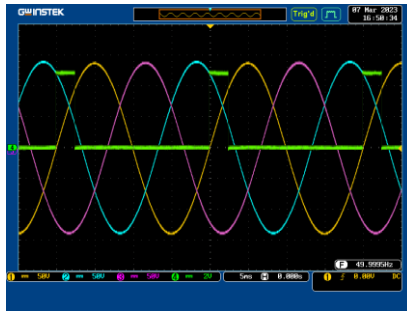 GWINSTEK
Trig'd
07 Mar 2023
16:50:34
4
F 49.9995Hz
1 50V 2 50V 3 50V 4 2V 5ms H 0.000s 1 0.00V DC